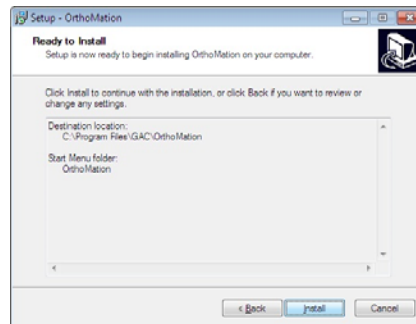 Setup - OrthoMation
Ready to Install
Setup is now ready to begin installing OrthoMation on your computer.
Click Install to continue with the installation, or click Back if you want to review or
change any settings.
Destination location:
C:\Program Files\GAC\OrthoMation
Start Menu folder:
OrthoMation
< Back
Install
Cancel